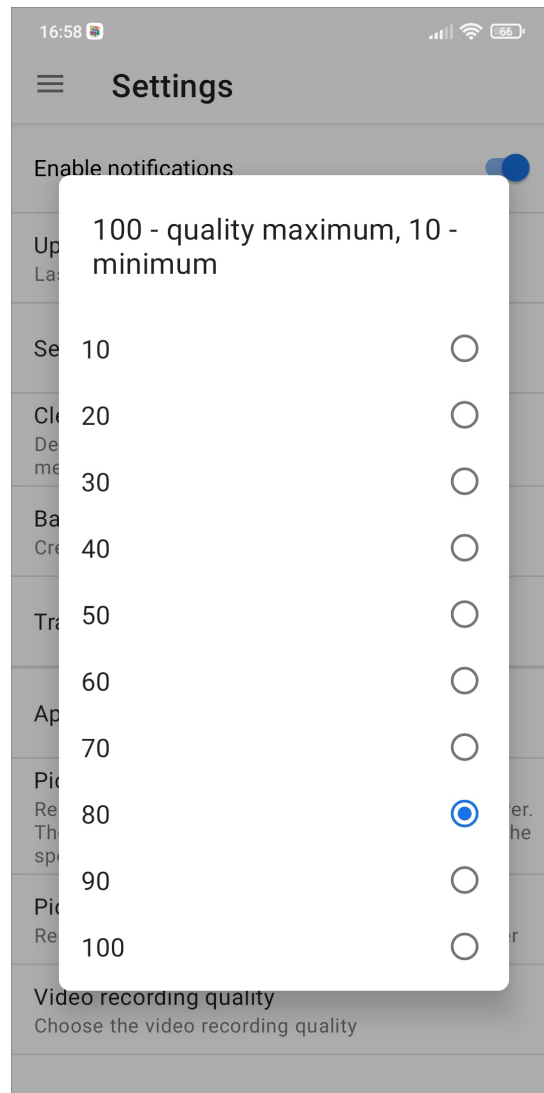 16:58
66
Settings
Enable notifications
100 - quality maximum, 10 -
minimum
10
20
30
40
50
60
70
80
90
100
Video recording quality
Choose the video recording quality